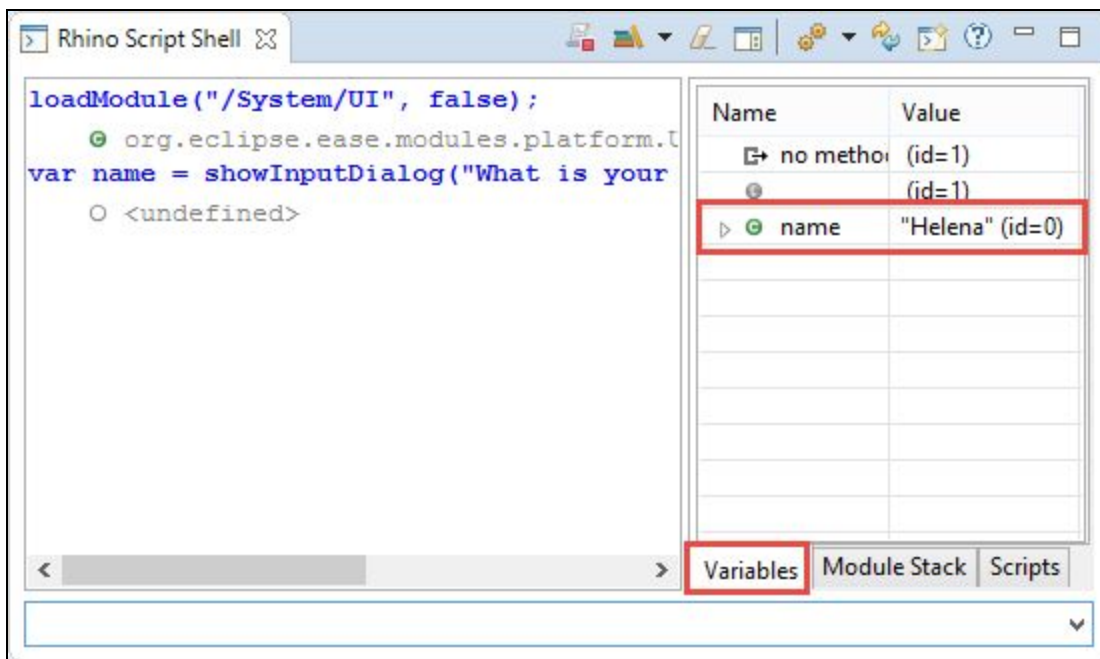 Rhino Script Shell
loadModule("/System/UI", false);
org.eclipse.ease.modules.platform.U
var name = showInputDialog("What is your
<undefined>
Name Value
no metho (id=1)
(id=1)
name "Helena" (id=0)
Variables Module Stack Scripts